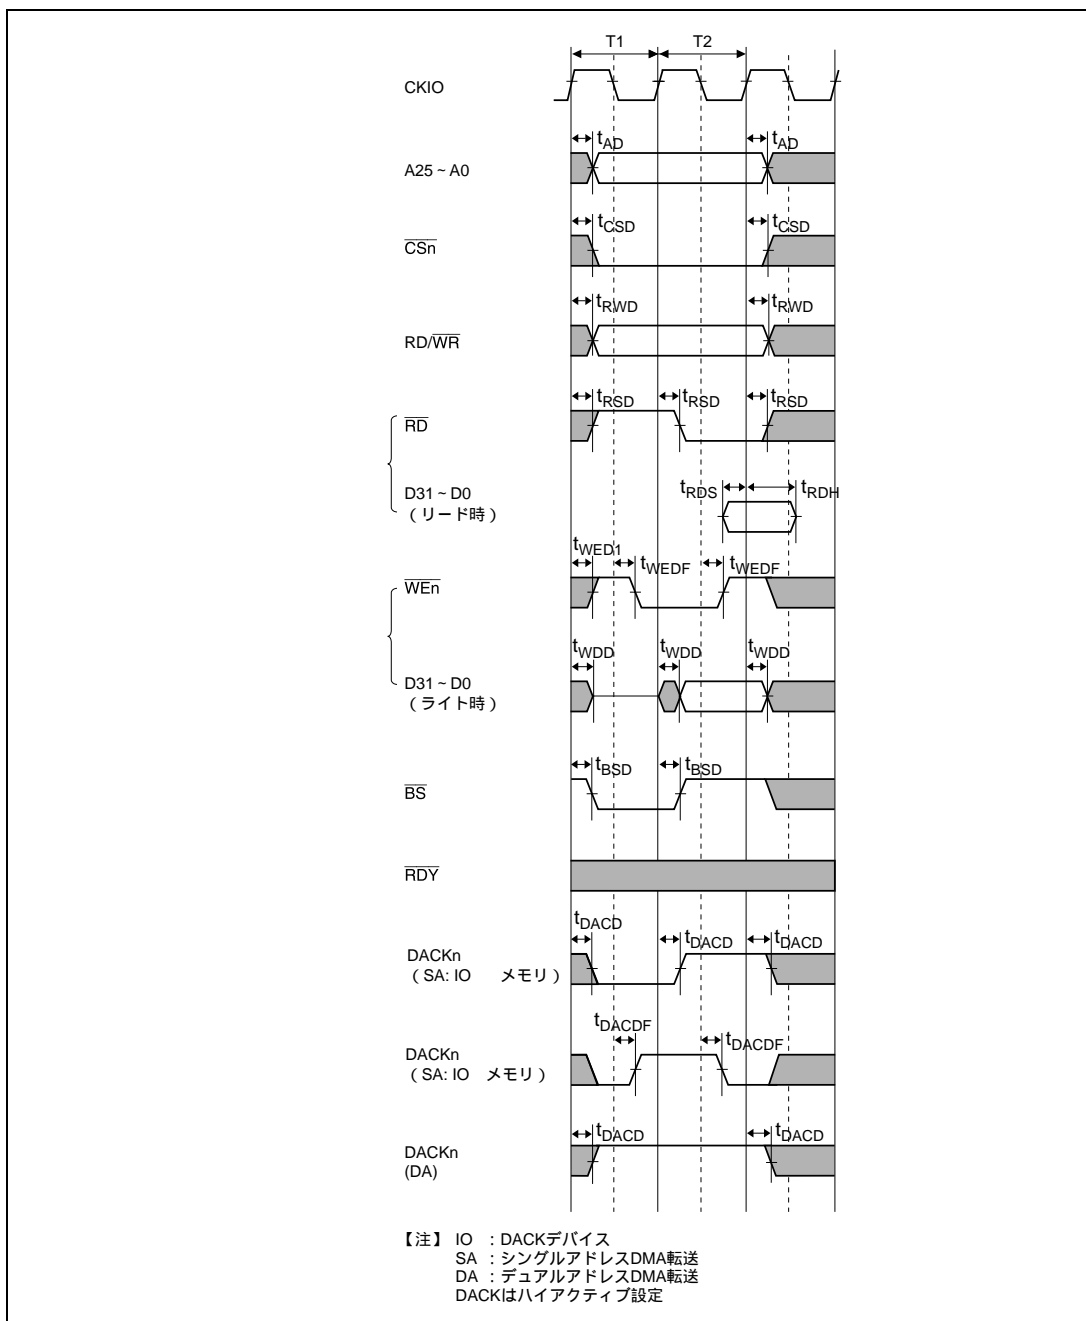 T1 T2
CKIO
tAD tAD
A25 ~ A0
tCSD tCSD
CSn
tRWD tRWD
RD/WR
tRSD tRSD tRSD
RD
tRDS tRDH
D31 ~ D0
（リード時）
tWED1 tWEDF tWEDF
WEn
tWDD tWDD tWDD
D31 ~ D0
（ライト時）
tBSD tBSD
BS
RDY
tDACD tDACD tDACD
DACKn
（SA: IO メモリ）
tDACDF tDACDF
DACKn
（SA: IO メモリ）
tDACD tDACD
DACKn
(DA)
【注】 IO ：DACKデバイス
SA ：シングルアドレスDMA転送
DA ：デュアルアドレスDMA転送
DACKはハイアクティブ設定